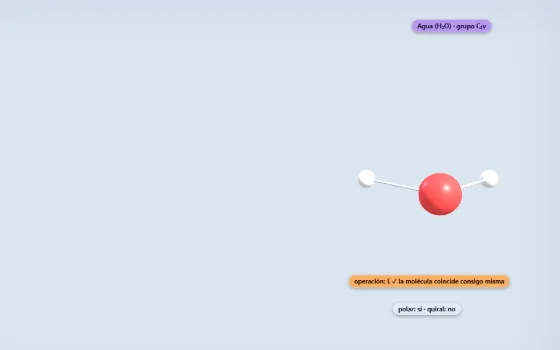 Agua (H₂O) · grupo C₂v
operación: E ✓ la molécula coincide consigo misma
polar: sí · quiral: no